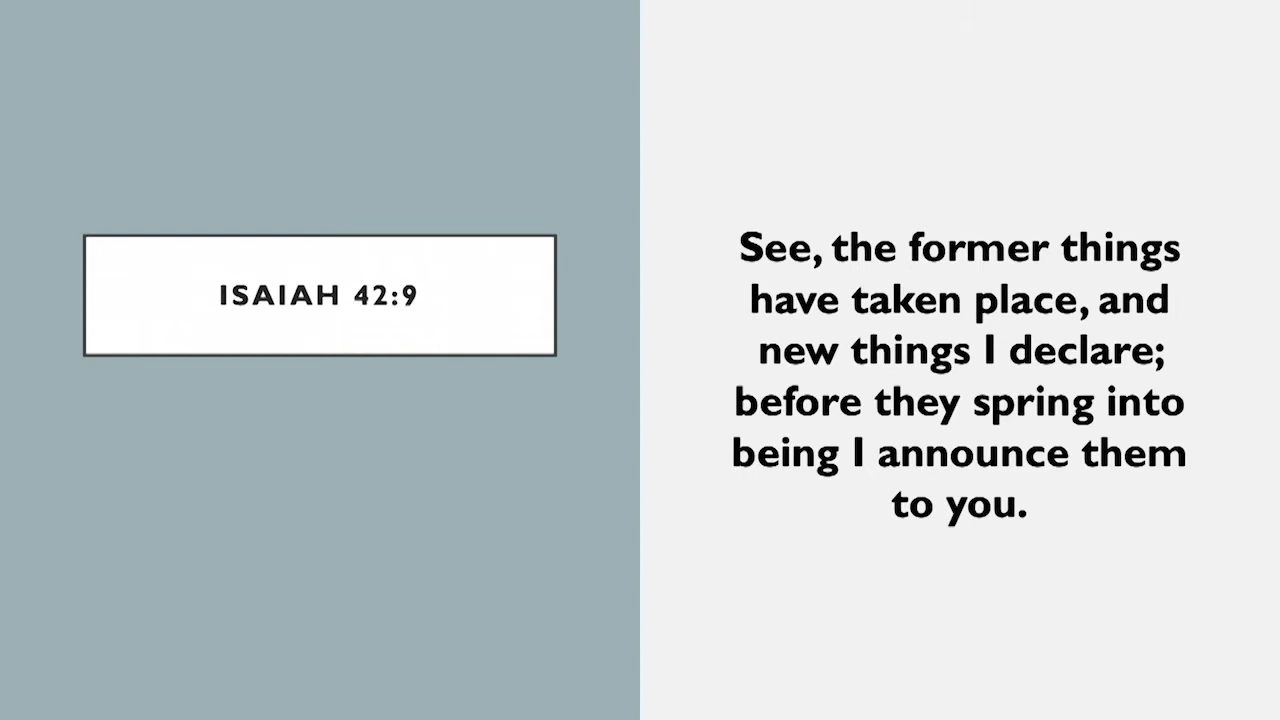 ISAIAH 42:9
See, the former things
have taken place, and
new things I declare;
before they spring into
being I announce them
to you.